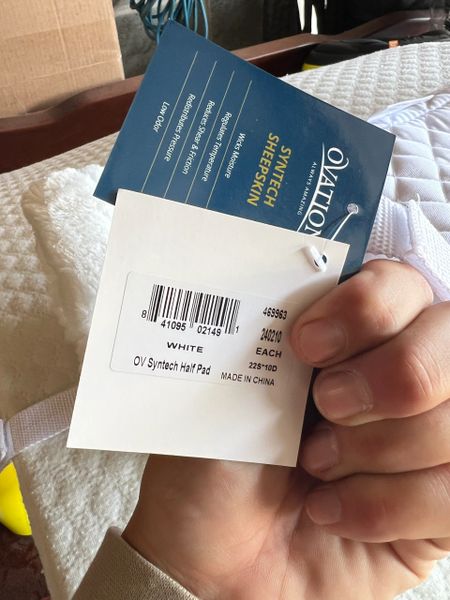 OVATION
ALWAYS AMAZING
SYNTECH
SHEEPSKIN
Wicks Moisture
Regulates Temperature
Reduces Shear & Friction
Redistributes Pressure
Low Odor
8 41095 02149 1
469963
240210
WHITE
EACH
OV Syntech Half Pad
22S*10D
MADE IN CHINA